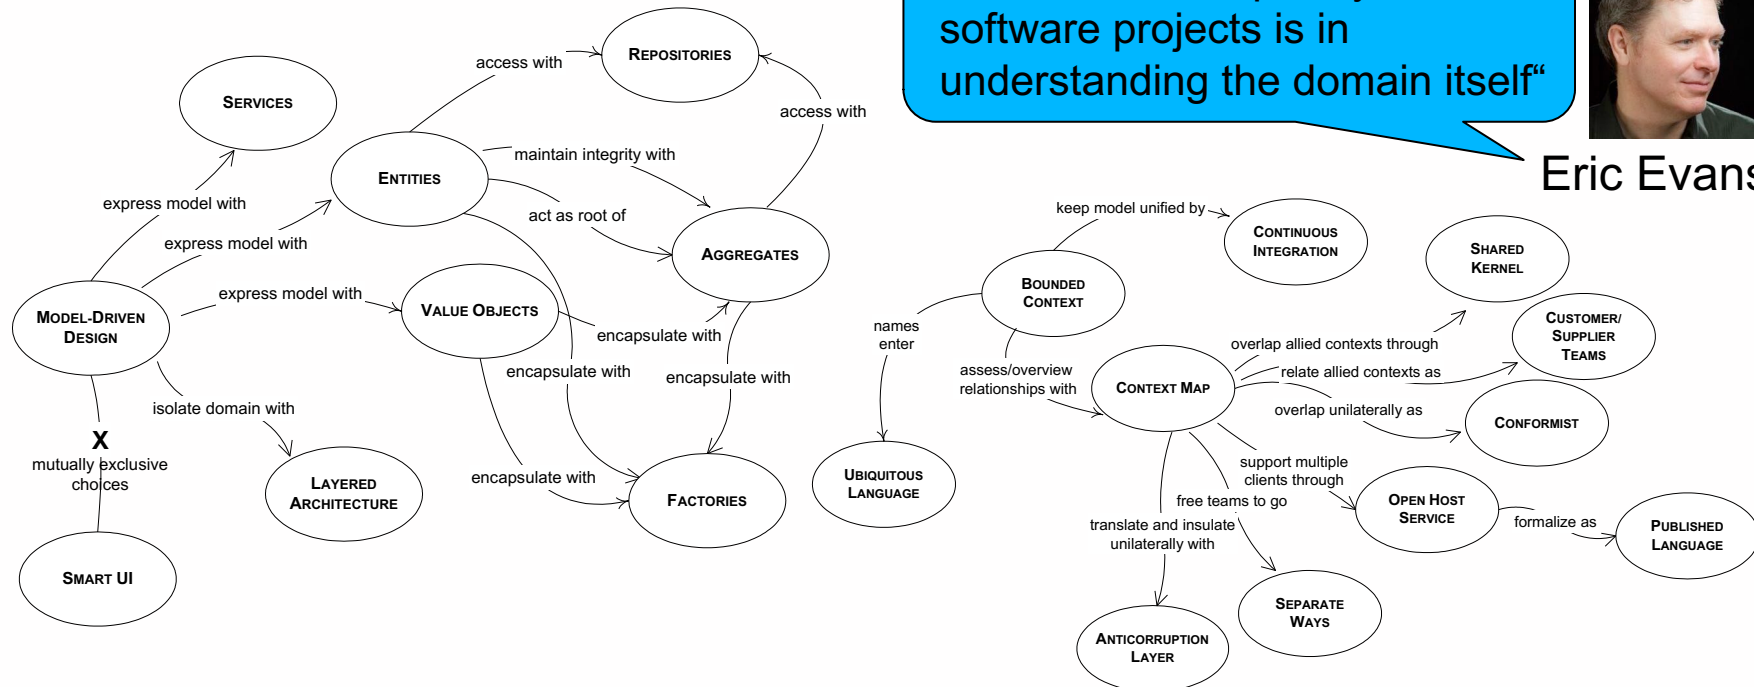 software projects is in
understanding the domain itself“
Eric Evans
REPOSITORIES
access with
SERVICES
access with
maintain integrity with
ENTITIES
express model with
act as root of
express model with
AGGREGATES
express model with
VALUE OBJECTS
MODEL-DRIVEN
DESIGN
encapsulate with
encapsulate with
encapsulate with
isolate domain with
X
mutually exclusive
choices
encapsulate with
LAYERED
ARCHITECTURE
FACTORIES
SMART UI
keep model unified by
CONTINUOUS
INTEGRATION
SHARED
KERNEL
BOUNDED
CONTEXT
names
enter
CUSTOMER/
SUPPLIER
TEAMS
overlap allied contexts through
assess/overview
relationships with
relate allied contexts as
CONTEXT MAP
overlap unilaterally as
CONFORMIST
support multiple
clients through
UBIQUITOUS
LANGUAGE
free teams to go
OPEN HOST
SERVICE
translate and insulate
unilaterally with
formalize as
PUBLISHED
LANGUAGE
SEPARATE
WAYS
ANTICORRUPTION
LAYER